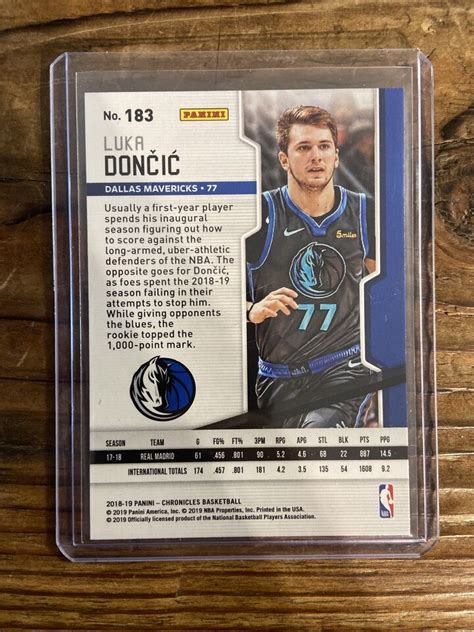 No. 183
PANINI
LUKA
DONČIĆ
DALLAS MAVERICKS • 77
Usually a first-year player
spends his inaugural
season figuring out how
to score against the
long-armed, uber-athletic
defenders of the NBA. The
opposite goes for Dončić,
as foes spent the 2018-19
season failing in their
attempts to stop him.
While giving opponents
the blues, the
rookie topped the
1,000-point mark.
5miles
77
SEASON TEAM G FG% FT% 3PM RPG APG STL BLK PTS PPG
17-18 REAL MADRID 61 .456 .801 90 5.2 4.6 68 22 887 14.5
INTERNATIONAL TOTALS 174 .457 .801 181 4.2 3.5 135 54 1608 9.2
2018-19 PANINI – CHRONICLES BASKETBALL
© 2019 Panini America, Inc. © 2019 NBA Properties, Inc. Printed in the USA.
© 2019 Officially licensed product of the National Basketball Players Association.
NBA